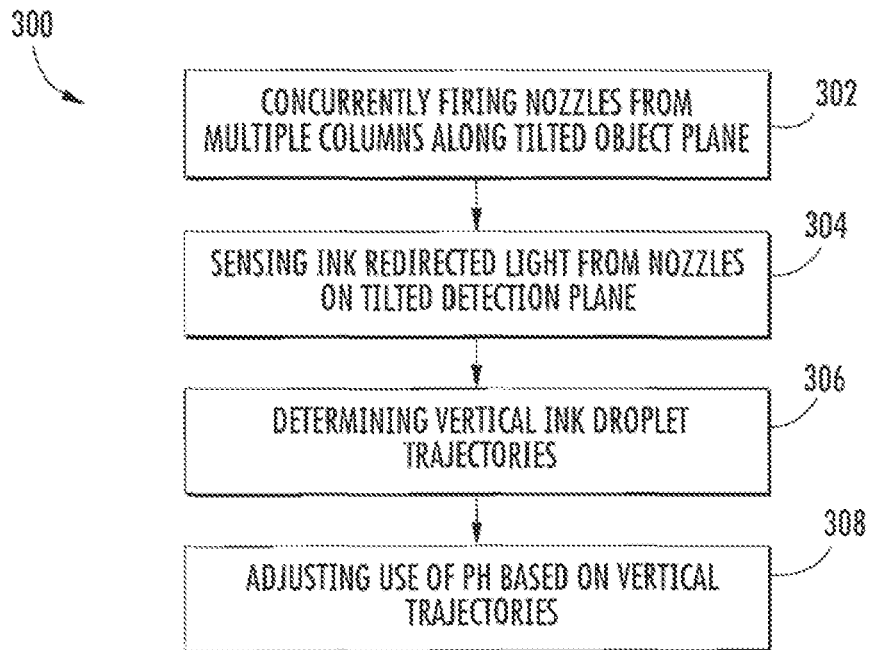 300
CONCURRENTLY FIRING NOZZLES FROM
MULTIPLE COLUMNS ALONG TILTED OBJECT PLANE
302
SENSING INK REDIRECTED LIGHT FROM NOZZLES
ON TILTED DETECTION PLANE
304
DETERMINING VERTICAL INK DROPLET
TRAJECTORIES
306
ADJUSTING USE OF PH BASED ON VERTICAL
TRAJECTORIES
308